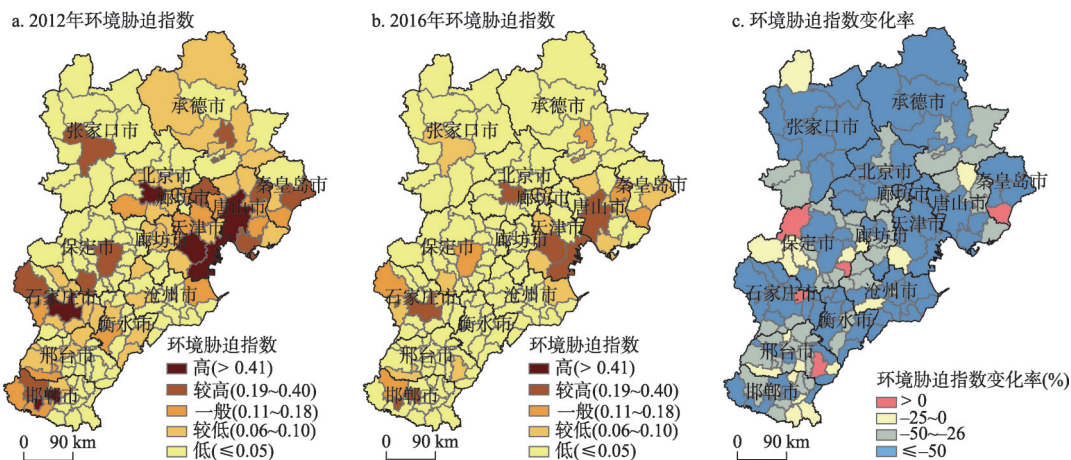 a. 2012年环境胁迫指数
承德市
张家口市
北京市
廊坊市
秦皇岛市
唐山市
天津市
保定市
廊坊市
石家庄市
沧州市
衡水市
邢台市
邯郸市
环境胁迫指数
高(> 0.41)
较高(0.19~0.40)
一般(0.11~0.18)
较低(0.06~0.10)
低(≤0.05)
0 90 km
b. 2016年环境胁迫指数
承德市
张家口市
北京市
廊坊市
秦皇岛市
唐山市
天津市
保定市
廊坊市
石家庄市
沧州市
衡水市
邢台市
邯郸市
环境胁迫指数
高(> 0.41)
较高(0.19~0.40)
一般(0.11~0.18)
较低(0.06~0.10)
低(≤0.05)
0 90 km
c. 环境胁迫指数变化率
承德市
张家口市
北京市
廊坊市
秦皇岛市
唐山市
天津市
保定市
廊坊市
石家庄市
沧州市
衡水市
邢台市
邯郸市
环境胁迫指数变化率(%)
> 0
–25~0
–50~–26
≤–50
0 90 km